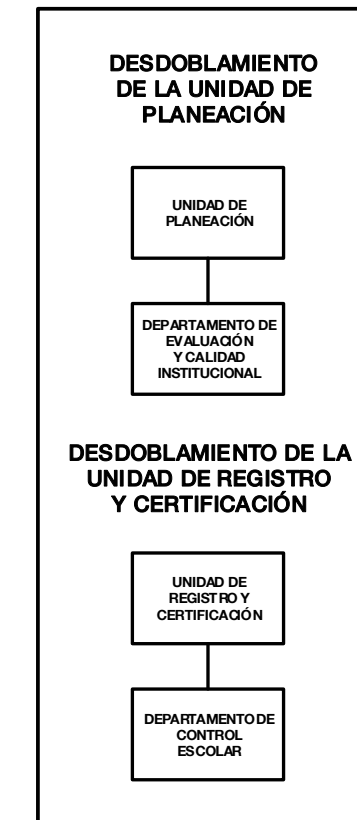 DESDOBLAMIENTO
DE LA UNIDAD DE
PLANEACIÓN
UNIDAD DE
PLANEACIÓN
DEPARTAMENTO DE
EVALUACIÓN
Y CALIDAD
INSTITUCIONAL
DESDOBLAMIENTO DE LA
UNIDAD DE REGISTRO
Y CERTIFICACIÓN
UNIDAD DE
REGISTRO Y
CERTIFICACIÓN
DEPARTAMENTO DE
CONTROL
ESCOLAR